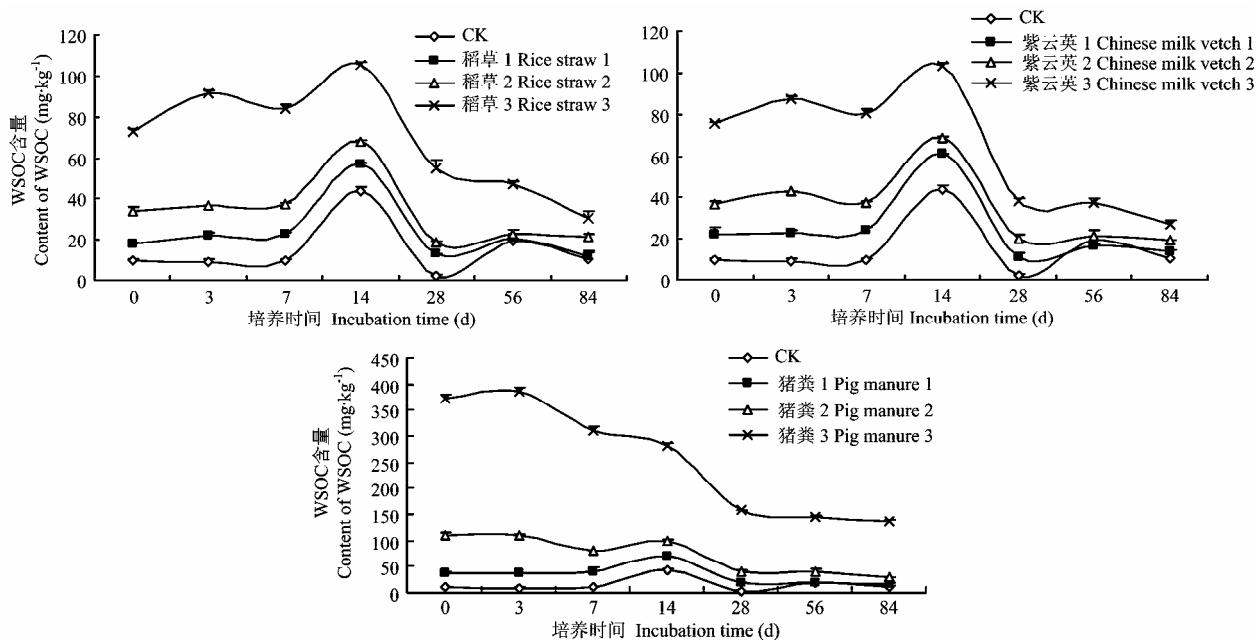 CK
稻草 1 Rice straw 1
稻草 2 Rice straw 2
稻草 3 Rice straw 3
WSOC含量
Content of WSOC (mg·kg⁻¹)
120
100
80
60
40
20
0
0 3 7 14 28 56 84
培养时间 Incubation time (d)
CK
紫云英 1 Chinese milk vetch 1
紫云英 2 Chinese milk vetch 2
紫云英 3 Chinese milk vetch 3
120
100
80
60
40
20
0
0 3 7 14 28 56 84
培养时间 Incubation time (d)
CK
猪粪 1 Pig manure 1
猪粪 2 Pig manure 2
猪粪 3 Pig manure 3
WSOC含量
Content of WSOC (mg·kg⁻¹)
450
400
350
300
250
200
150
100
50
0
0 3 7 14 28 56 84
培养时间 Incubation time (d)